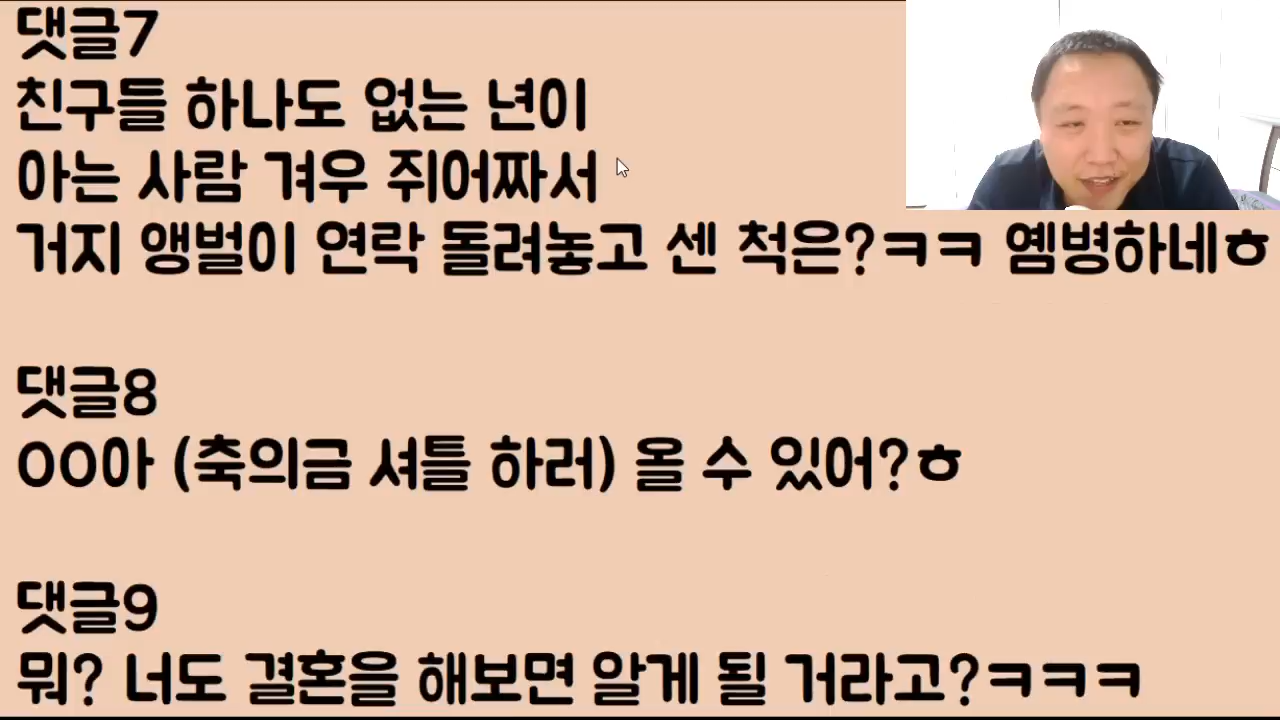 댓글7
친구들 하나도 없는 년이
아는 사람 겨우 쥐어짜서
거지 앵벌이 연락 돌려놓고 센 척은?ㅋㅋ 옘병하네ㅎ
댓글8
OO아 (축의금 셔틀 하러) 올 수 있어?ㅎ
댓글9
뭐? 너도 결혼을 해보면 알게 될 거라고?ㅋㅋㅋ